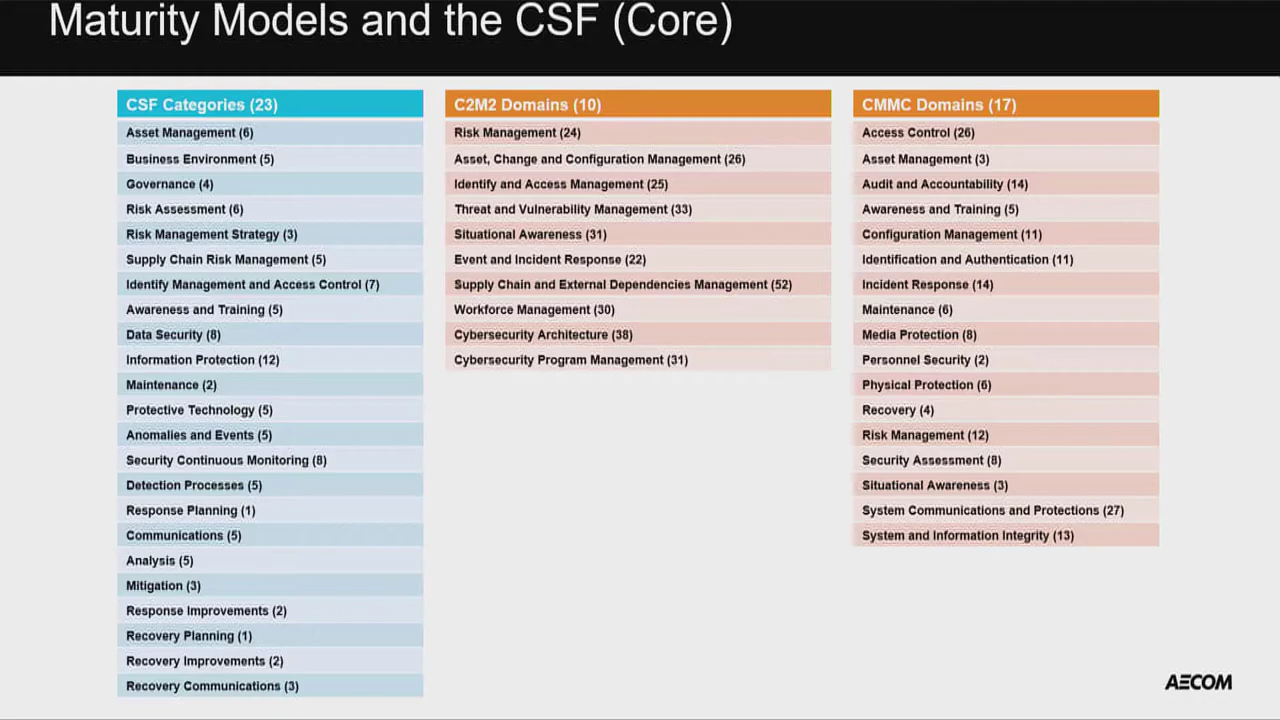 Maturity Models and the CSF (Core)
CSF Categories (23)
Asset Management (6)
Business Environment (5)
Governance (4)
Risk Assessment (6)
Risk Management Strategy (3)
Supply Chain Risk Management (5)
Identify Management and Access Control (7)
Awareness and Training (5)
Data Security (8)
Information Protection (12)
Maintenance (2)
Protective Technology (5)
Anomalies and Events (5)
Security Continuous Monitoring (8)
Detection Processes (5)
Response Planning (1)
Communications (5)
Analysis (5)
Mitigation (3)
Response Improvements (2)
Recovery Planning (1)
Recovery Improvements (2)
Recovery Communications (3)
C2M2 Domains (10)
Risk Management (24)
Asset, Change and Configuration Management (26)
Identify and Access Management (25)
Threat and Vulnerability Management (33)
Situational Awareness (31)
Event and Incident Response (22)
Supply Chain and External Dependencies Management (52)
Workforce Management (30)
Cybersecurity Architecture (38)
Cybersecurity Program Management (31)
CMMC Domains (17)
Access Control (26)
Asset Management (3)
Audit and Accountability (14)
Awareness and Training (5)
Configuration Management (11)
Identification and Authentication (11)
Incident Response (14)
Maintenance (6)
Media Protection (8)
Personnel Security (2)
Physical Protection (6)
Recovery (4)
Risk Management (12)
Security Assessment (8)
Situational Awareness (3)
System Communications and Protections (27)
System and Information Integrity (13)
AECOM